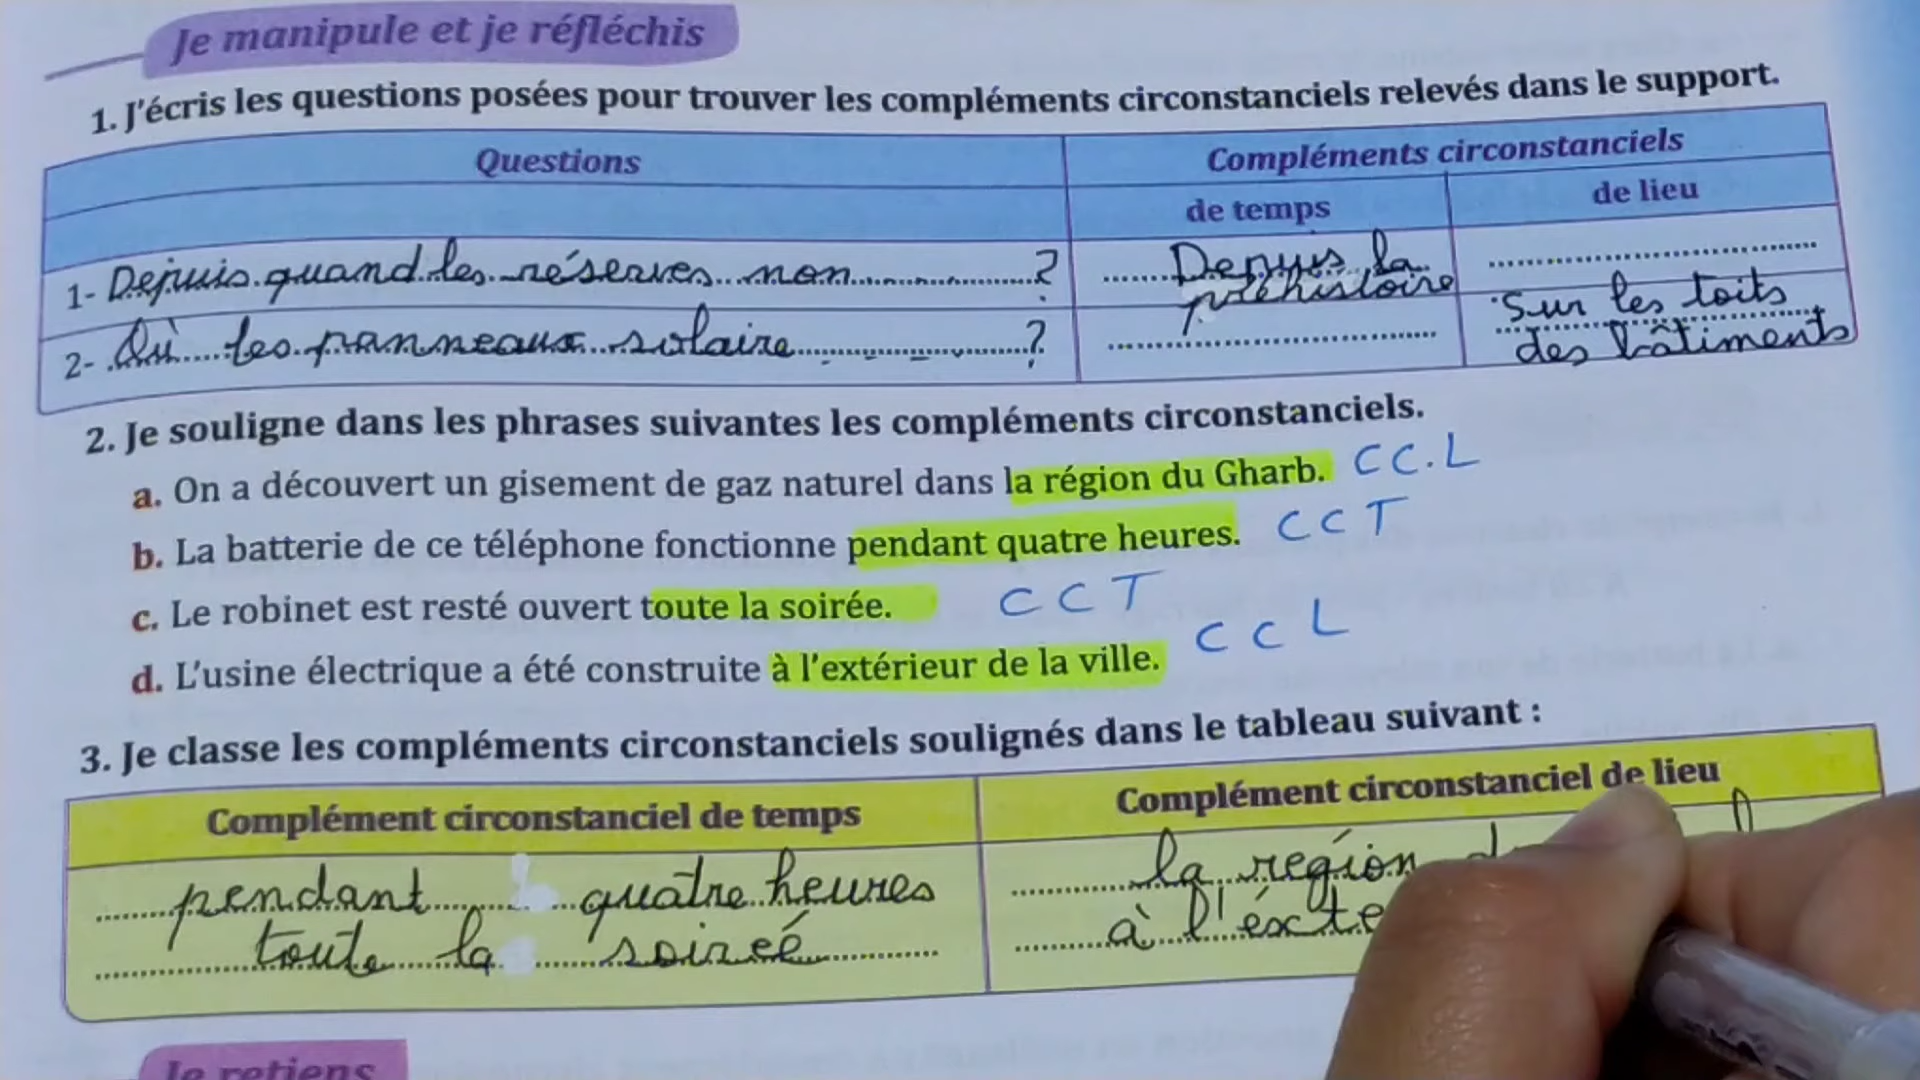 Je manipule et je réfléchis
1. J'écris les questions posées pour trouver les compléments circonstanciels relevés dans le support.
Questions
Compléments circonstanciels
de temps
de lieu
1- Depuis quand les réserves non ?
Depuis la
préhistoire
2- Où les panneaux solaire ?
Sur les toits
des bâtiments
2. Je souligne dans les phrases suivantes les compléments circonstanciels.
a. On a découvert un gisement de gaz naturel dans la région du Gharb. CC.L
b. La batterie de ce téléphone fonctionne pendant quatre heures. CCT
c. Le robinet est resté ouvert toute la soirée. CCT
d. L'usine électrique a été construite à l'extérieur de la ville. CCL
3. Je classe les compléments circonstanciels soulignés dans le tableau suivant :
Complément circonstanciel de temps
Complément circonstanciel de lieu
pendant quatre heures
toute la soireé
la region
à
Je retiens